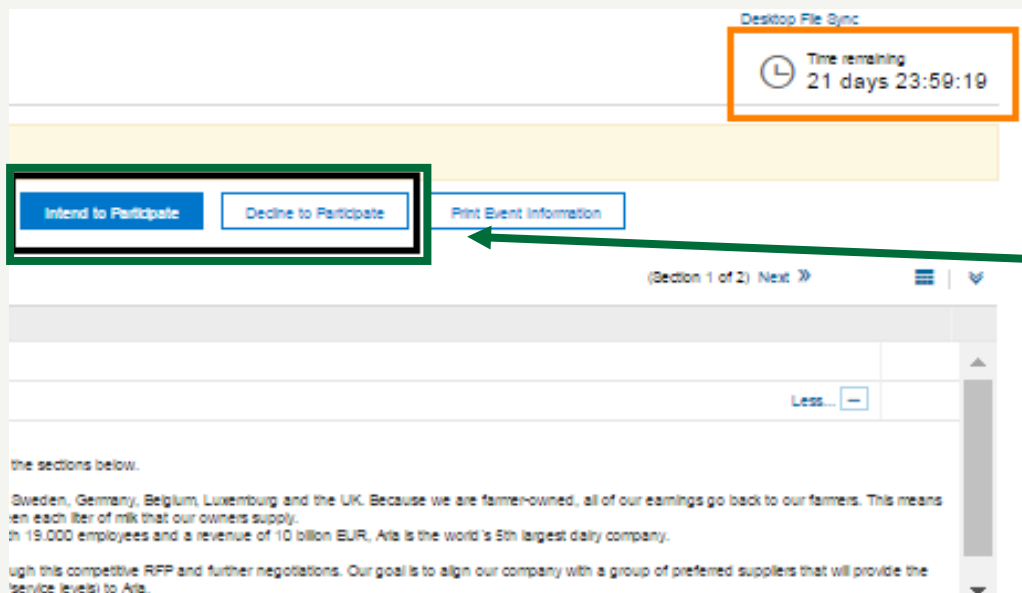 Desktop File Sync
Time remaining
21 days 23:59:19
Intend to Participate Decline to Participate Print Event Information
(Section 1 of 2) Next »
Less... −
the sections below.
Sweden, Germany, Belgium, Luxemburg and the UK. Because we are farmer-owned, all of our earnings go back to our farmers. This means
en each liter of milk that our owners supply.
th 19.000 employees and a revenue of 10 billion EUR, Arla is the world's 5th largest dairy company.
ugh this competitive RFP and further negotiations. Our goal is to align our company with a group of preferred suppliers that will provide the
service levels) to Arla.